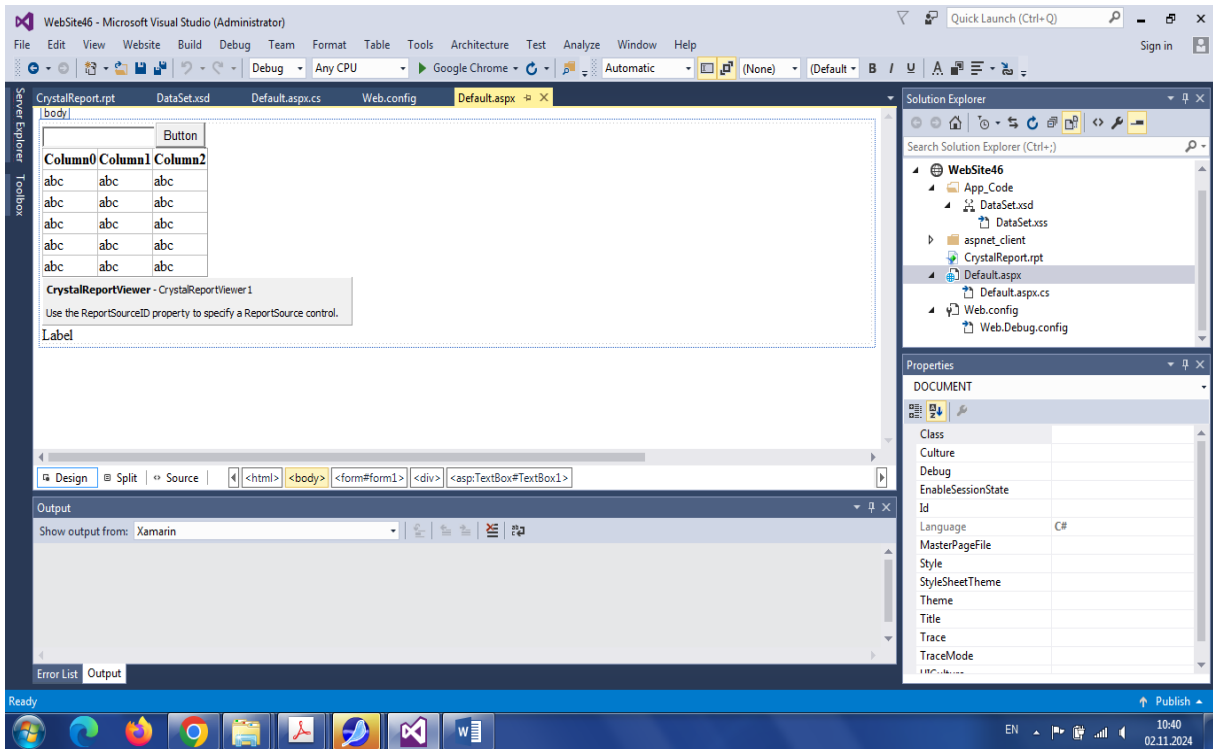 WebSite46 - Microsoft Visual Studio (Administrator)
Quick Launch (Ctrl+Q)
File Edit View Website Build Debug Team Format Table Tools Architecture Test Analyze Window Help
Sign in
Debug Any CPU Google Chrome Automatic (None) (Default B I U A
Server Explorer
Toolbox
CrystalReport.rpt DataSet.xsd Default.aspx.cs Web.config Default.aspx
body
Button
Column0 Column1 Column2
abc abc abc
abc abc abc
abc abc abc
abc abc abc
abc abc abc
CrystalReportViewer - CrystalReportViewer1
Use the ReportSourceID property to specify a ReportSource control.
Label
Design Split Source <html> <body> <form#form1> <div> <asp:TextBox#TextBox1>
Output
Show output from: Xamarin
Error List Output
Solution Explorer
Search Solution Explorer (Ctrl+;)
WebSite46
App_Code
DataSet.xsd
DataSet.xss
aspnet_client
CrystalReport.rpt
Default.aspx
Default.aspx.cs
Web.config
Web.Debug.config
Properties
DOCUMENT
Class
Culture
Debug
EnableSessionState
Id
Language C#
MasterPageFile
Style
StyleSheetTheme
Theme
Title
Trace
TraceMode
Ready
Publish
EN
10:40
02.11.2024